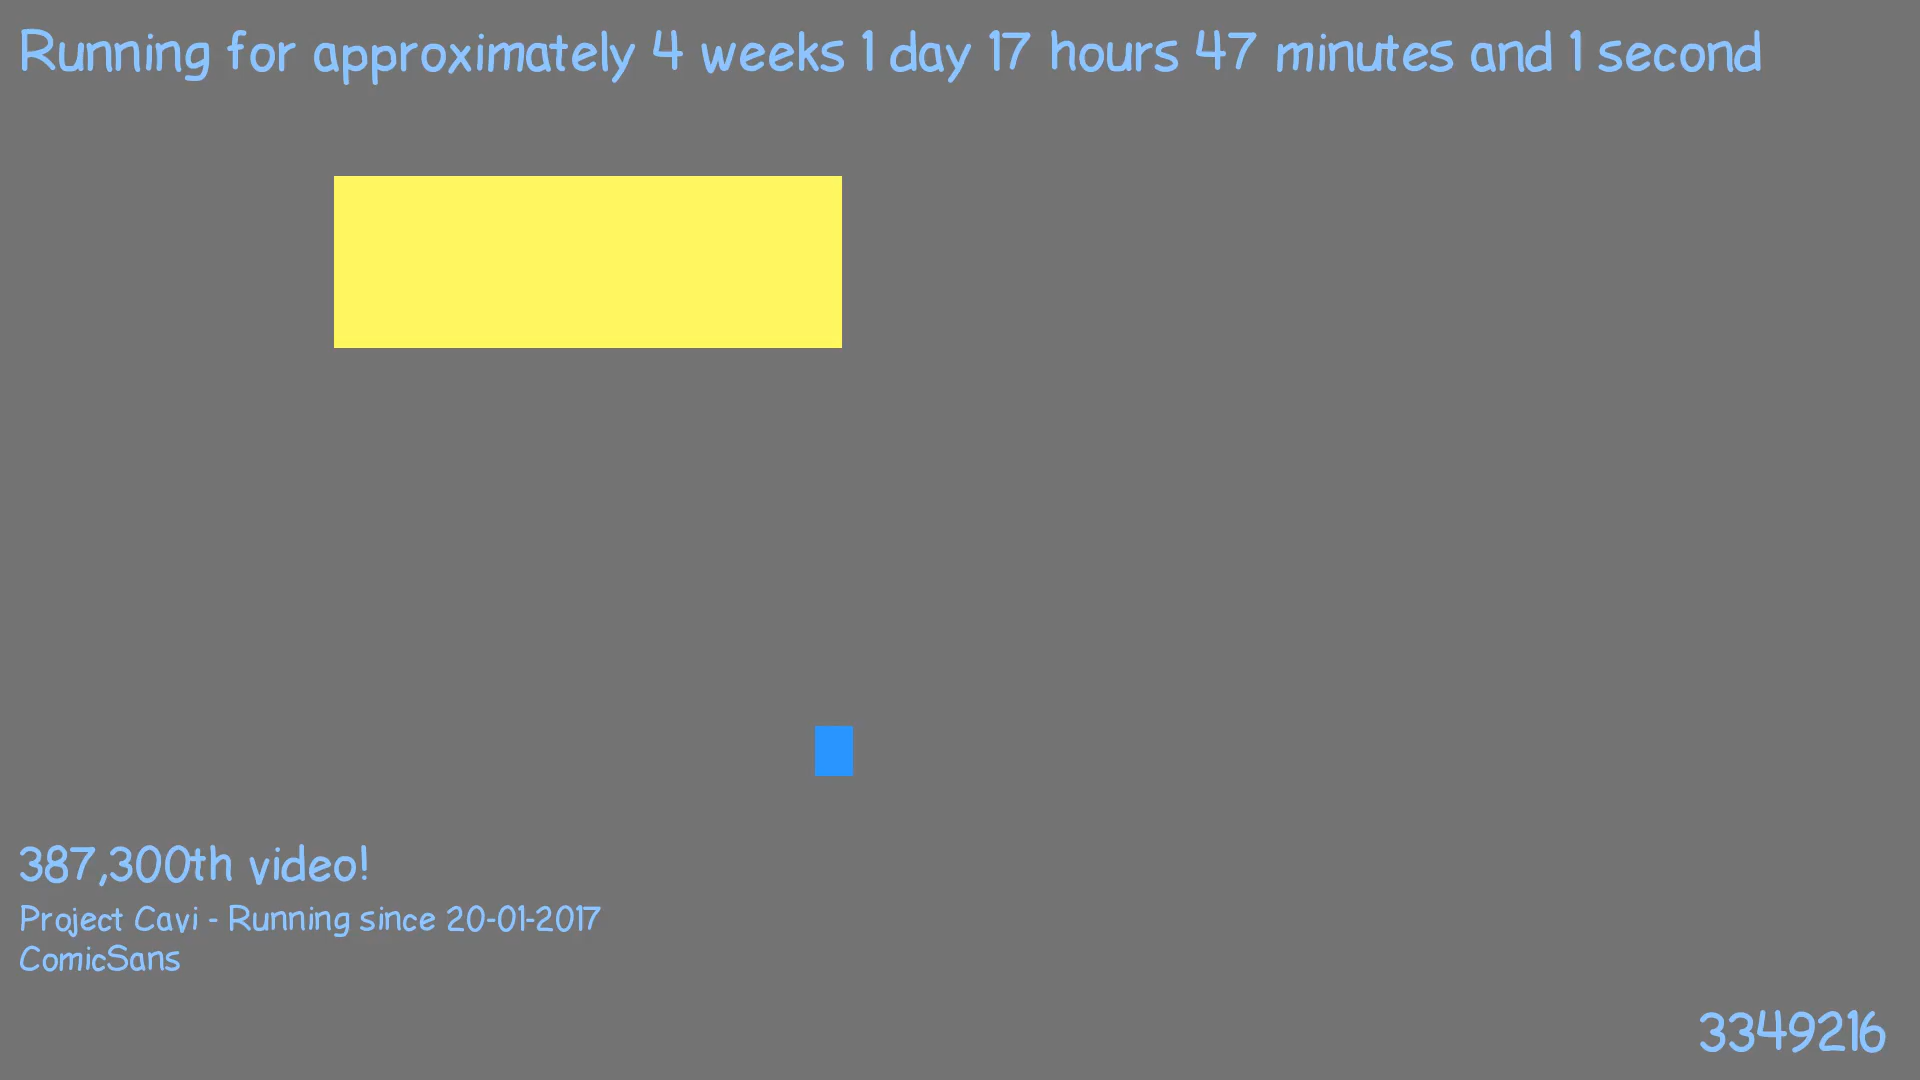 Running for approximately 4 weeks 1 day 17 hours 47 minutes and 1 second
387,300th video!
Project Cavi - Running since 20-01-2017
ComicSans
3349216